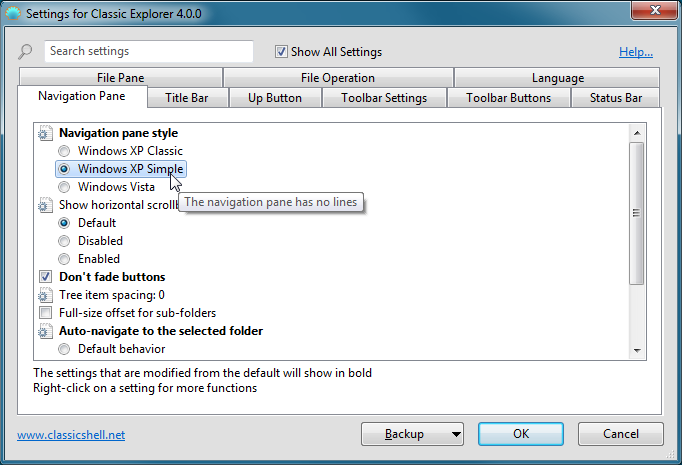 Settings for Classic Explorer 4.0.0
Search settings
Show All Settings
Help...
File Pane
File Operation
Language
Navigation Pane
Title Bar
Up Button
Toolbar Settings
Toolbar Buttons
Status Bar
Navigation pane style
Windows XP Classic
Windows XP Simple
Windows Vista
The navigation pane has no lines
Show horizontal scrollb
Default
Disabled
Enabled
Don't fade buttons
Tree item spacing: 0
Full-size offset for sub-folders
Auto-navigate to the selected folder
Default behavior
The settings that are modified from the default will show in bold
Right-click on a setting for more functions
www.classicshell.net
Backup
OK
Cancel